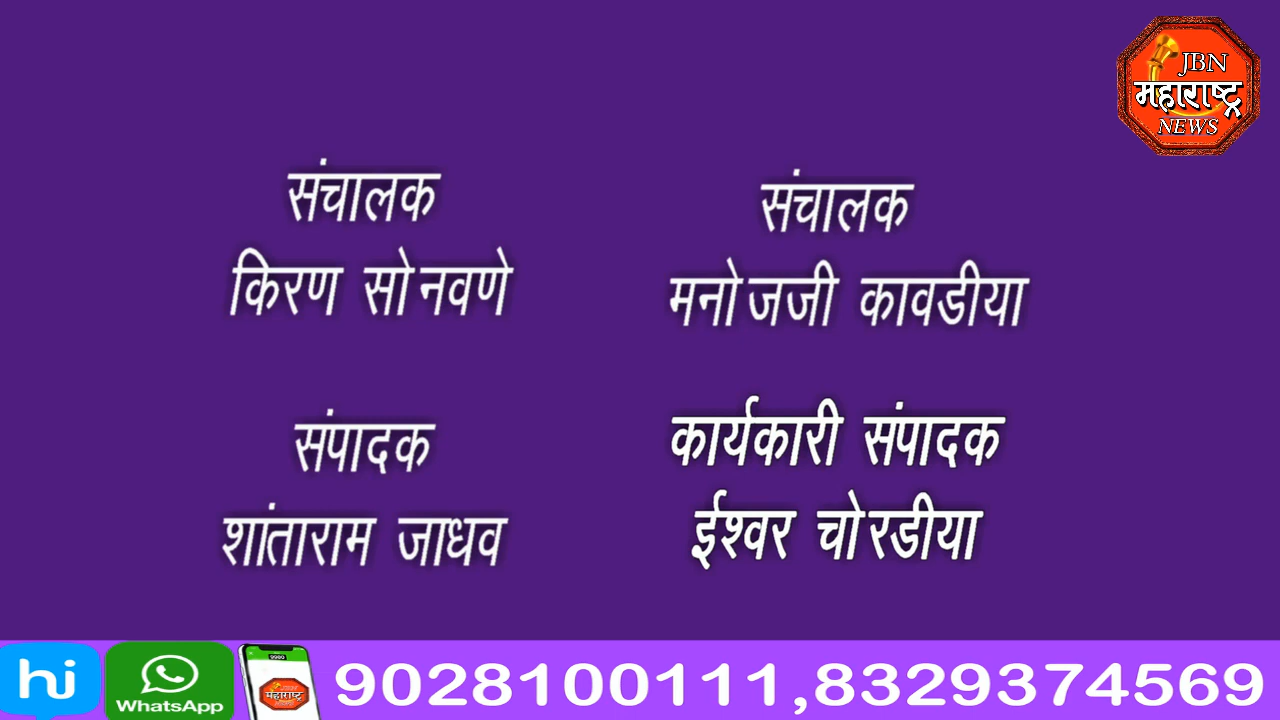 JBN
महाराष्ट्र
NEWS
संचालक
किरण सोनवणे
संचालक
मनोजजी कावडीया
संपादक
शांताराम जाधव
कार्यकारी संपादक
ईश्वर चोरडीया
hi
WhatsApp
महाराष्ट्र
9028100111,8329374569